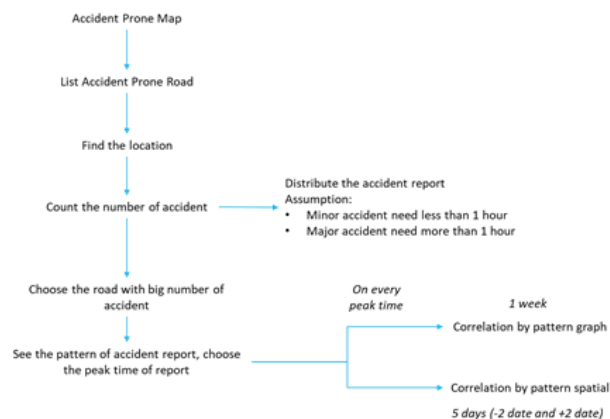 Accident Prone Map
List Accident Prone Road
Find the location
Count the number of accident
Distribute the accident report
Assumption:
• Minor accident need less than 1 hour
• Major accident need more than 1 hour
Choose the road with big number of
accident
See the pattern of accident report, choose
the peak time of report
On every
peak time
1 week
Correlation by pattern graph
Correlation by pattern spatial
5 days (-2 date and +2 date)